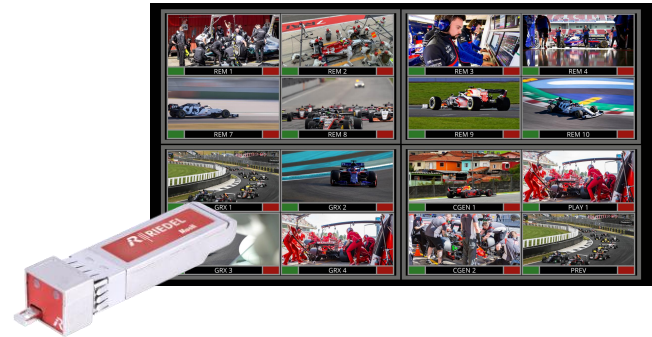 REM 1
REM 2
REM 3
REM 4
REM 7
REM 8
REM 9
REM 10
GRX 1
GRX 2
CGEN 1
PLAY 1
GRX 3
GRX 4
CGEN 2
PREV
RIEDEL